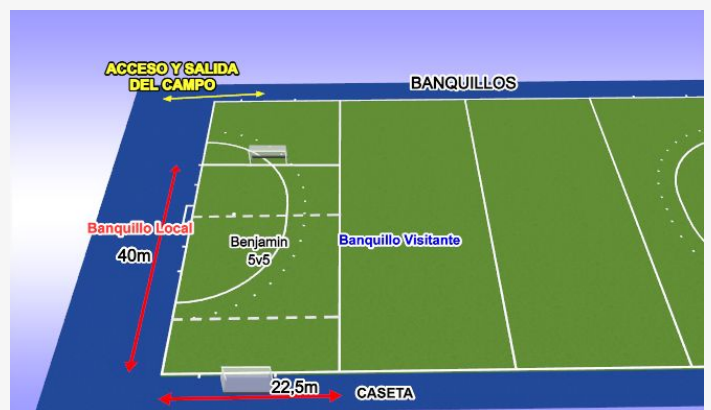 ACCESO Y SALIDA
DEL CAMPO
BANQUILLOS
Banquillo Local
40m
Benjamin
5v5
Banquillo Visitante
22,5m
CASETA